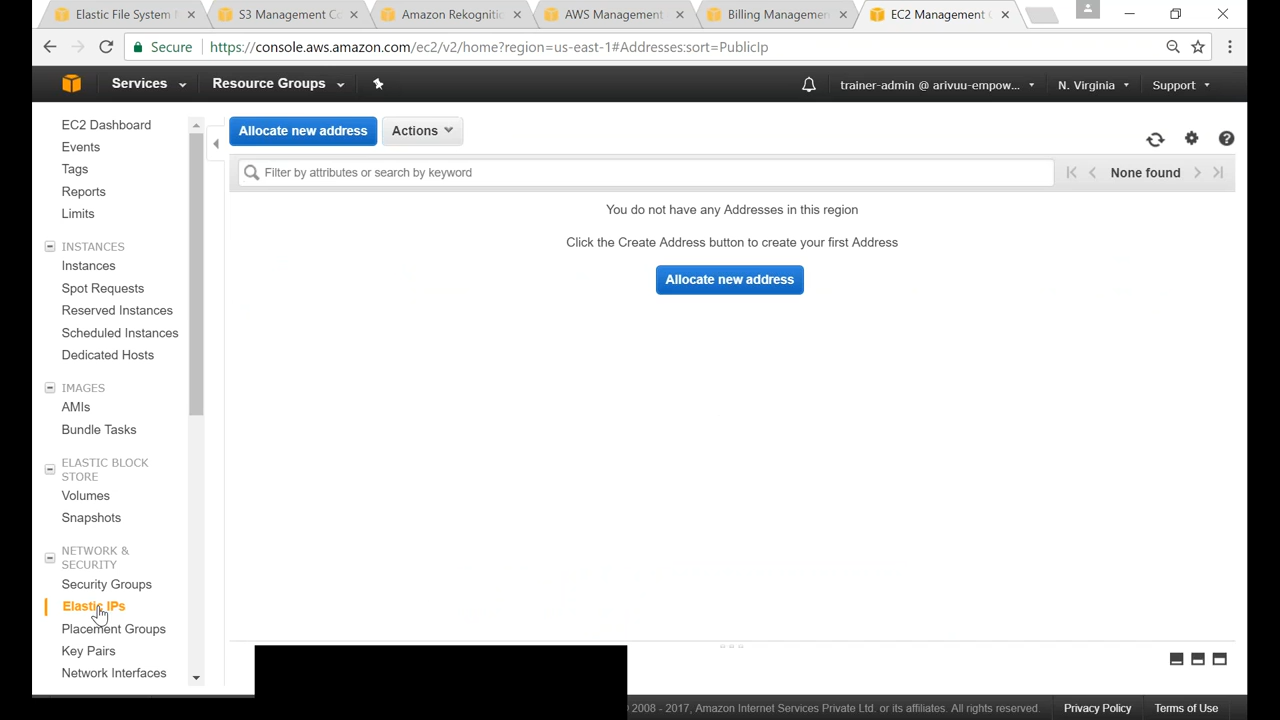 Elastic File System M
S3 Management Co
Amazon Rekognitio
AWS Management
Billing Managemen
EC2 Management C
Secure
https://console.aws.amazon.com/ec2/v2/home?region=us-east-1#Addresses:sort=PublicIp
Services
Resource Groups
trainer-admin @ arivuu-empow...
N. Virginia
Support
EC2 Dashboard
Events
Tags
Reports
Limits
INSTANCES
Instances
Spot Requests
Reserved Instances
Scheduled Instances
Dedicated Hosts
IMAGES
AMIs
Bundle Tasks
ELASTIC BLOCK
STORE
Volumes
Snapshots
NETWORK &
SECURITY
Security Groups
Elastic IPs
Placement Groups
Key Pairs
Network Interfaces
Allocate new address
Actions
Filter by attributes or search by keyword
None found
You do not have any Addresses in this region
Click the Create Address button to create your first Address
Allocate new address
2008 - 2017, Amazon Internet Services Private Ltd. or its affiliates. All rights reserved.
Privacy Policy
Terms of Use